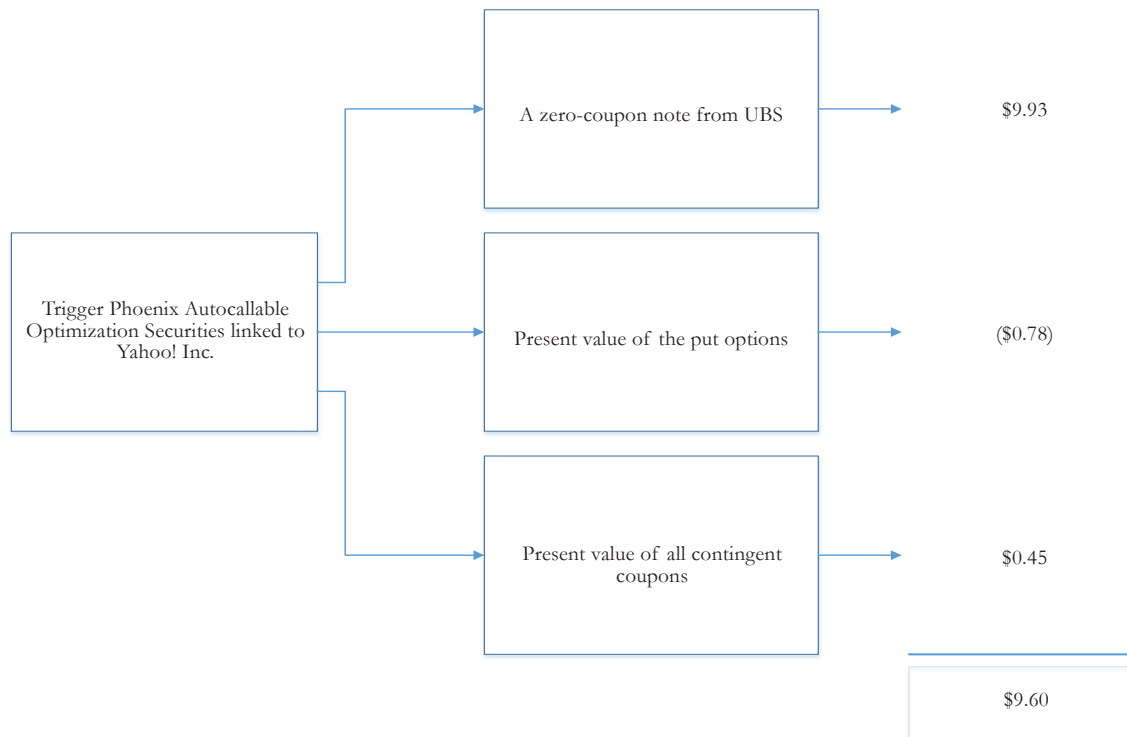 A zero-coupon note from UBS
$9.93
Trigger Phoenix Autocallable
Optimization Securities linked to
Yahoo! Inc.
Present value of the put options
($0.78)
Present value of all contingent
coupons
$0.45
$9.60